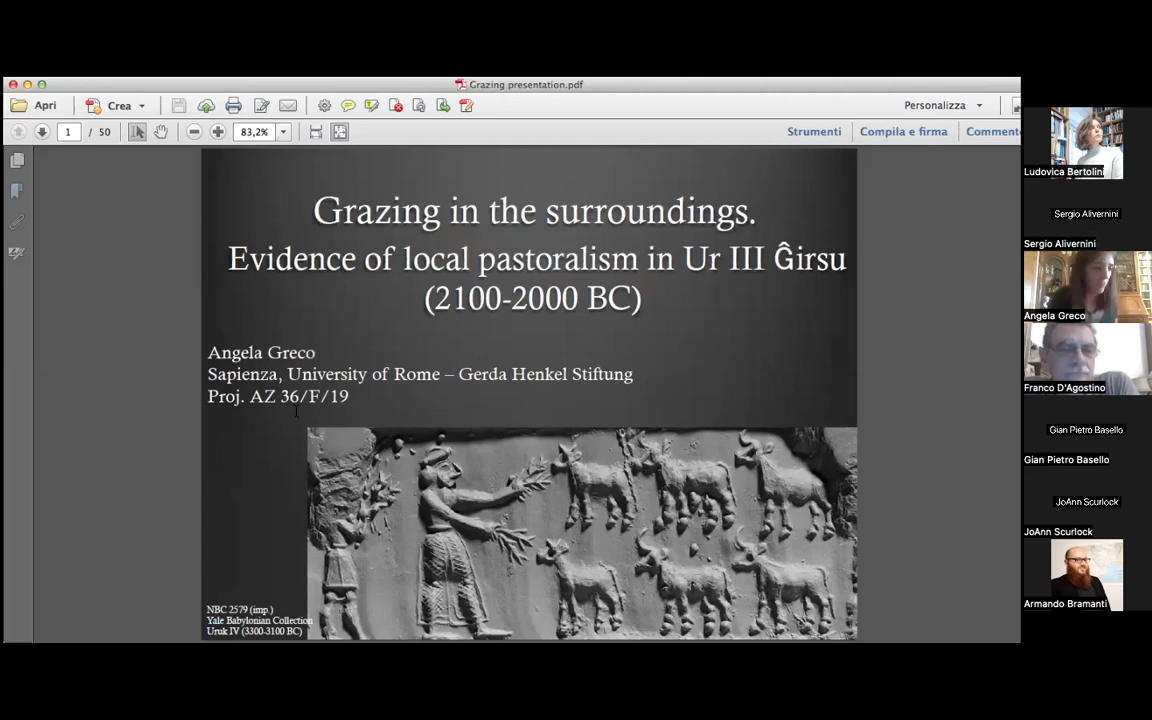 Grazing presentation.pdf
Apri
Crea
Personalizza
1 / 50
83,2%
Strumenti
Compila e firma
Comment
Grazing in the surroundings.
Evidence of local pastoralism in Ur III Ĝirsu
(2100-2000 BC)
Angela Greco
Sapienza, University of Rome – Gerda Henkel Stiftung
Proj. AZ 36/F/19
NBC 2579 (imp.)
Yale Babylonian Collection
Uruk IV (3300-3100 BC)
Ludovica Bertolini
Sergio Alivernini
Sergio Alivernini
Angela Greco
Franco D'Agostino
Gian Pietro Basello
Gian Pietro Basello
JoAnn Scurlock
JoAnn Scurlock
Armando Bramanti